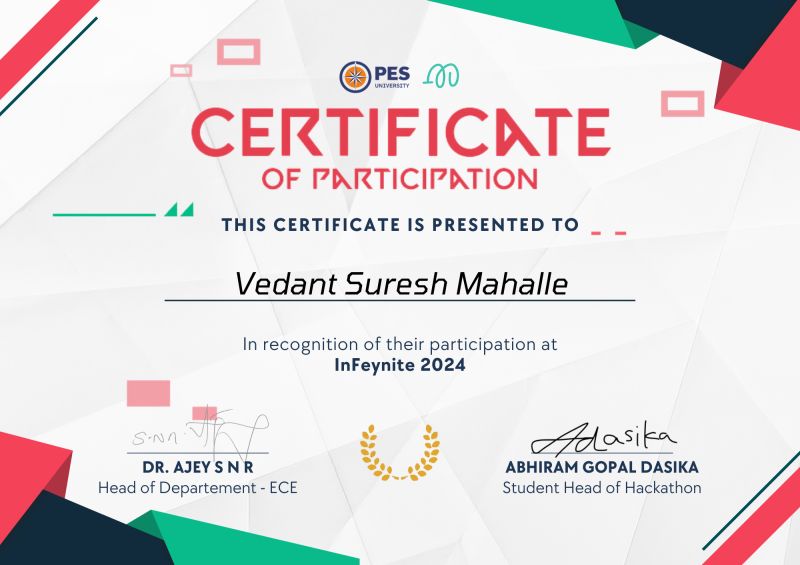 PES
UNIVERSITY
CERTIFICATE
OF PARTICIPATION
THIS CERTIFICATE IS PRESENTED TO
Vedant Suresh Mahalle
In recognition of their participation at
InFeynite 2024
S.N.R.
Adasika
DR. AJEY S N R
ABHIRAM GOPAL DASIKA
Head of Departement - ECE
Student Head of Hackathon